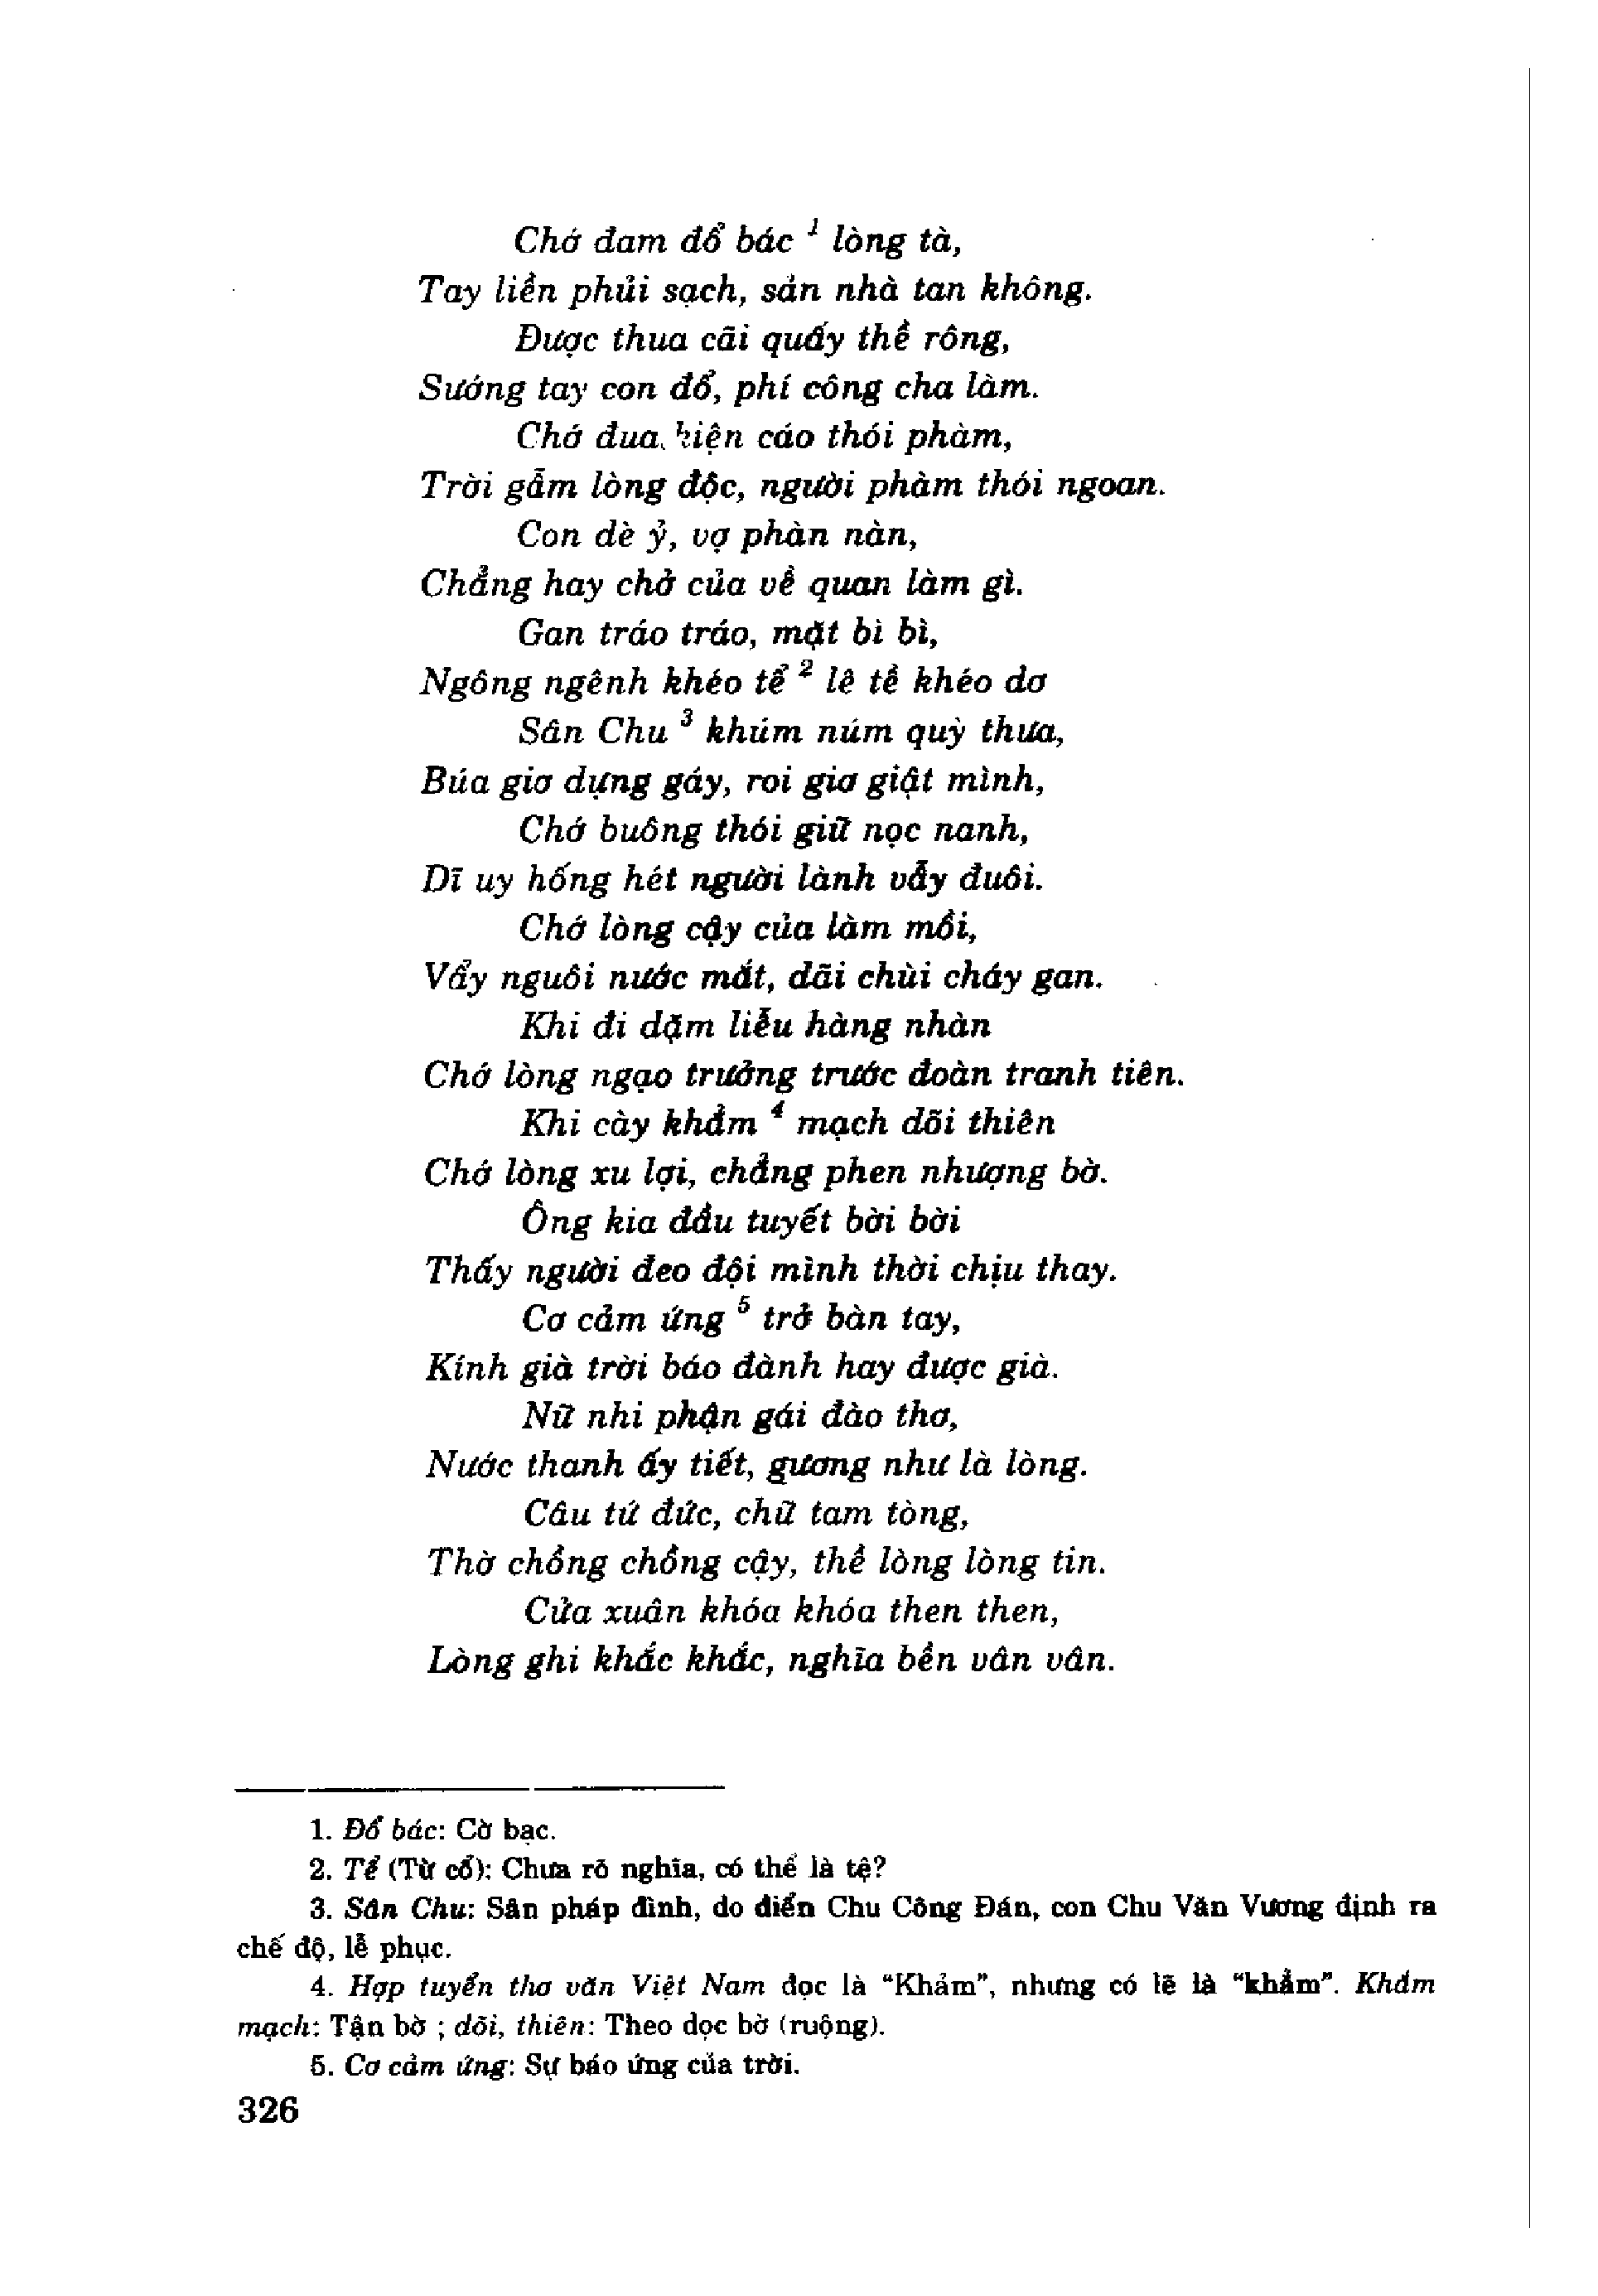 Chớ đam đổ bác ¹ lòng tà,
Tay liền phủi sạch, sản nhà tan không.
Được thua cãi quấy thề rông,
Sướng tay con đổ, phí công cha làm.
Chớ đua kiện cáo thói phàm,
Trời gẫm lòng độc, người phàm thói ngoan.
Con dè ỷ, vợ phàn nàn,
Chẳng hay chở của về quan làm gì.
Gan tráo tráo, mặt bì bì,
Ngông ngênh khéo tể ² lê tề khéo dơ
Sân Chu ³ khúm núm quỳ thưa,
Búa giơ dựng gáy, roi giơ giật mình,
Chớ buông thói giữ nọc nanh,
Dĩ uy hống hét người lành vẫy đuôi.
Chớ lòng cậy của làm mồi,
Vẩy nguôi nước mắt, dãi chùi cháy gan.
Khi đi dặm liễu hàng nhàn
Chớ lòng ngạo trưởng trước đoàn tranh tiên.
Khi cày khẳm ⁴ mạch dõi thiên
Chớ lòng xu lợi, chẳng phen nhượng bờ.
Ông kia đầu tuyết bời bời
Thấy người đeo đội mình thời chịu thay.
Cơ cảm ứng ⁵ trở bàn tay,
Kính già trời báo đành hay được già.
Nữ nhi phận gái đào thơ,
Nước thanh ấy tiết, gương như là lòng.
Câu tứ đức, chữ tam tòng,
Thờ chồng chồng cậy, thề lòng lòng tin.
Cửa xuân khóa khóa then then,
Lòng ghi khắc khắc, nghĩa bền vân vân.
1. Đổ bác: Cờ bạc.
2. Tể (Từ cổ): Chưa rõ nghĩa, có thể là tệ?
3. Sân Chu: Sân pháp đình, do điển Chu Công Đán, con Chu Văn Vương định ra
chế độ, lễ phục.
4. Hợp tuyển thơ văn Việt Nam đọc là “Khảm”, nhưng có lẽ là “khẳm”. Khẳm
mạch: Tận bờ ; dõi, thiên: Theo dọc bờ (ruộng).
5. Cơ cảm ứng: Sự báo ứng của trời.
326